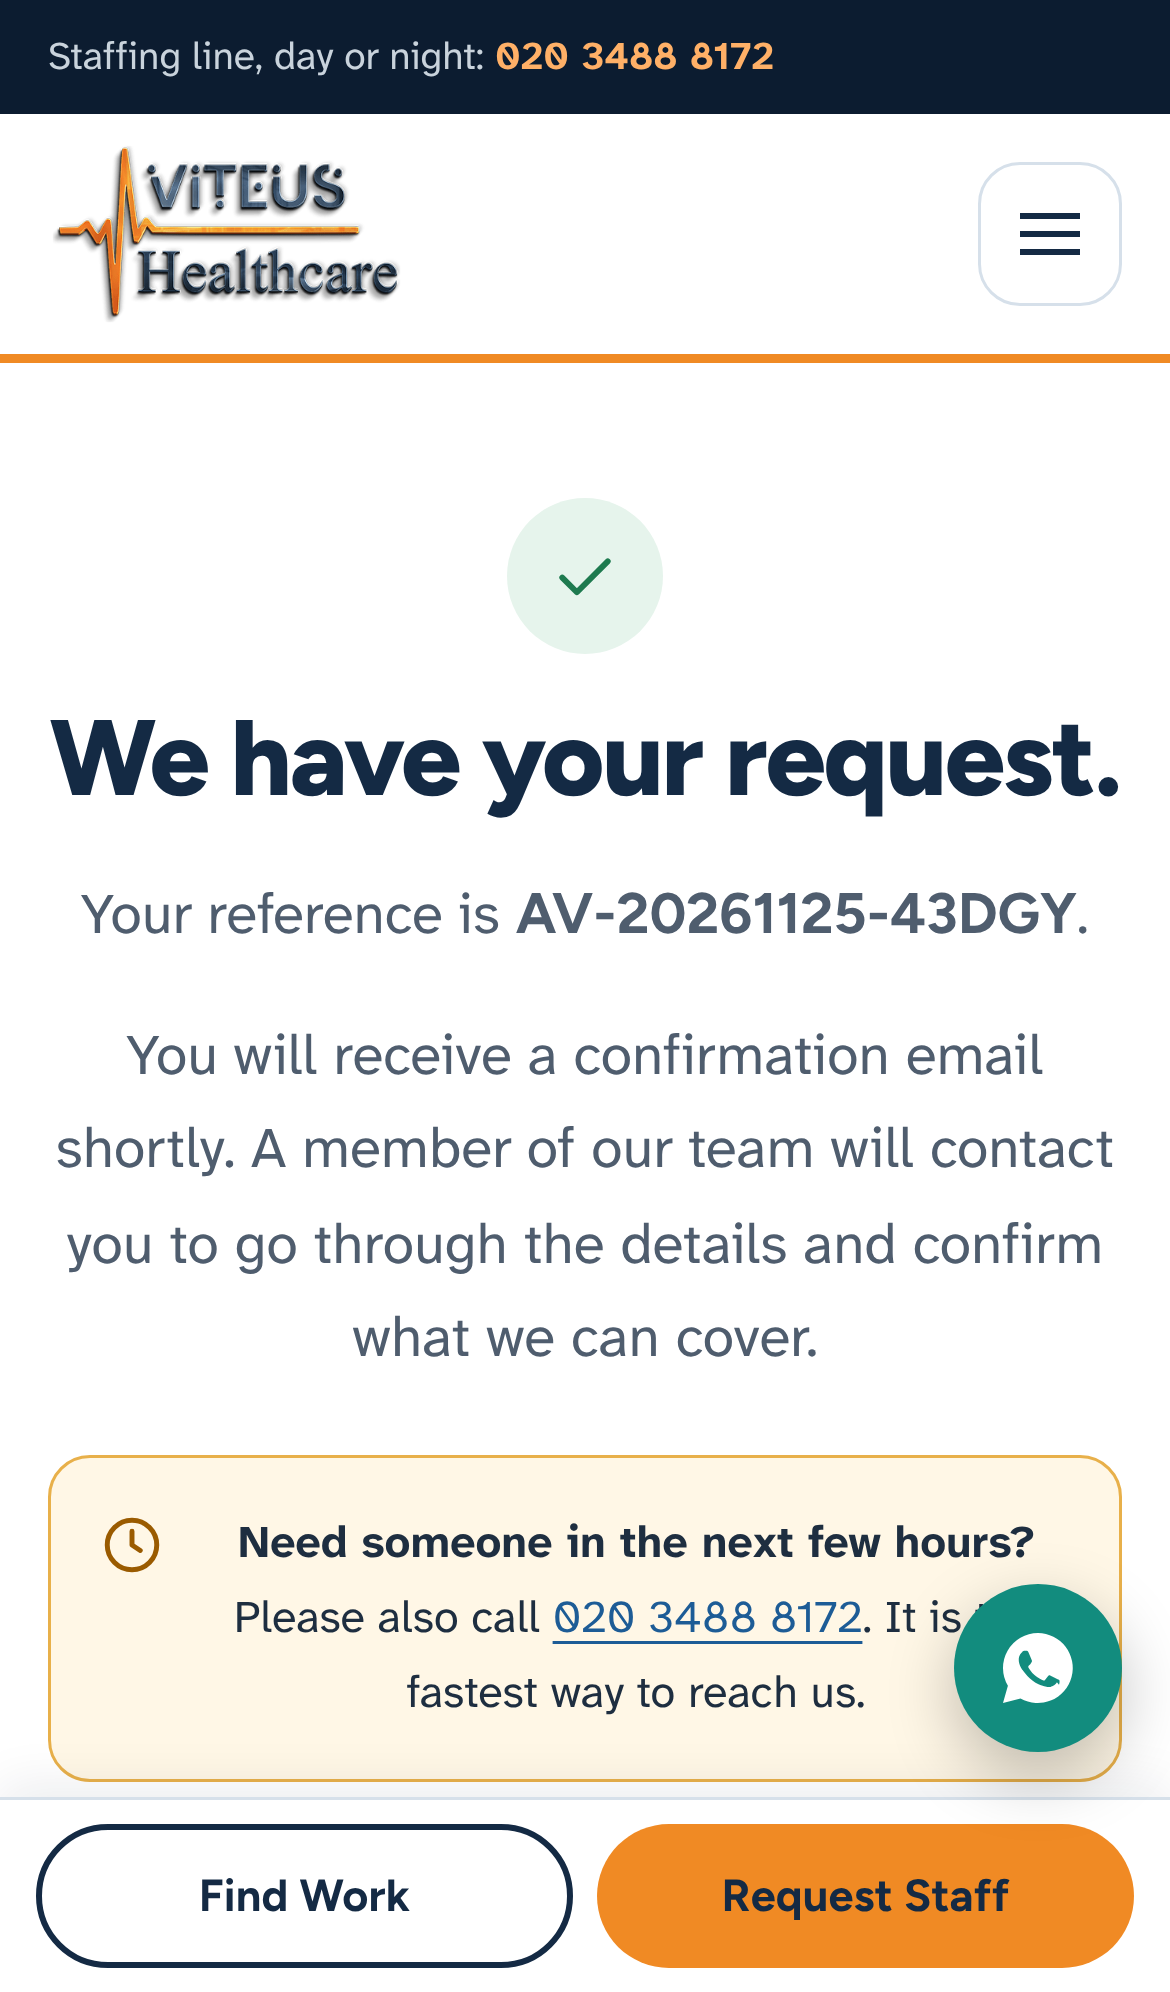 Staffing line, day or night: 020 3488 8172
ViTEUS
Healthcare
We have your request.
Your reference is AV-20261125-43DGY.
You will receive a confirmation email
shortly. A member of our team will contact
you to go through the details and confirm
what we can cover.
Need someone in the next few hours?
Please also call 020 3488 8172. It is
fastest way to reach us.
Find Work
Request Staff